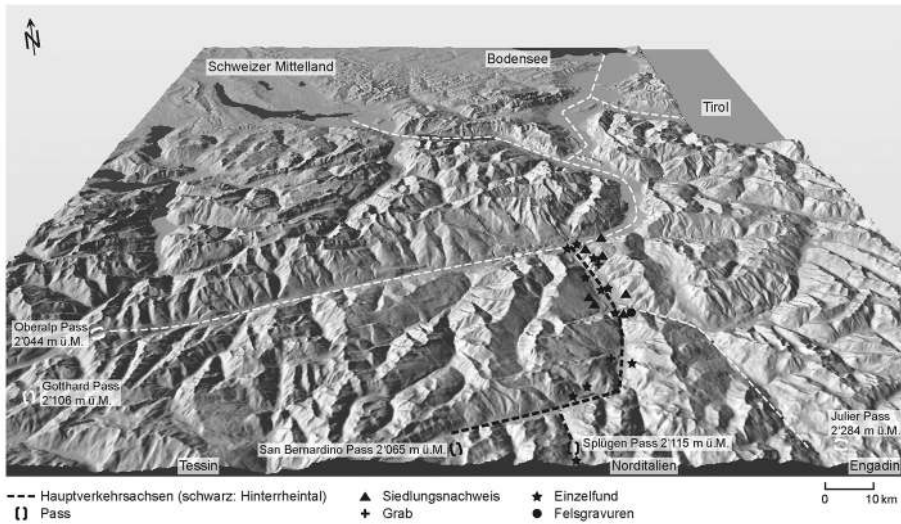 N
Schweizer Mittelland
Bodensee
Tirol
Oberalp Pass
2'044 m ü.M.
Gotthard Pass
2'106 m ü.M.
San Bernardino Pass 2'065 m ü.M.
Splügen Pass 2'115 m ü.M.
Julier Pass
2'284 m ü.M.
Tessin
Norditalien
Engadin
Hauptverkehrsachsen (schwarz: Hinterrheintal)
Siedlungsnachweis
Einzelfund
Pass
Grab
Felsgravuren
0 10 km